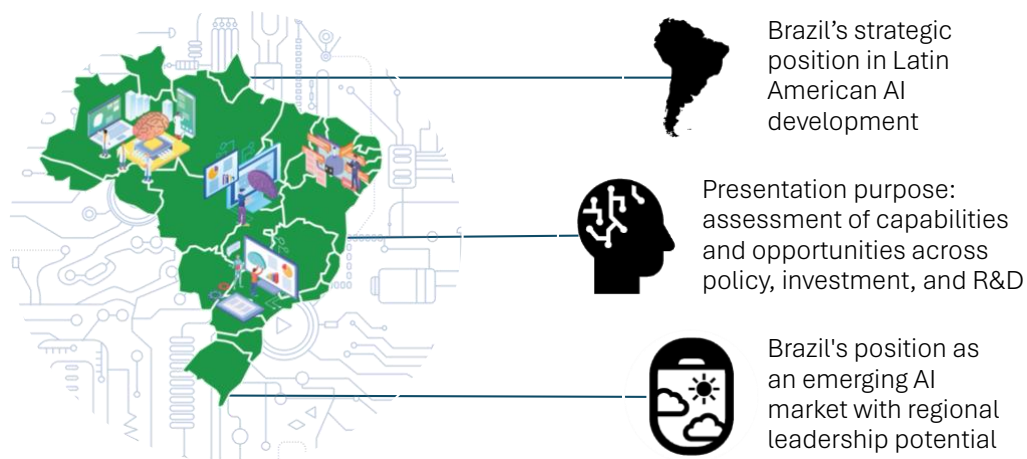 Brazil’s strategic
position in Latin
American AI
development
Presentation purpose:
assessment of capabilities
and opportunities across
policy, investment, and R&D
Brazil's position as
an emerging AI
market with regional
leadership potential